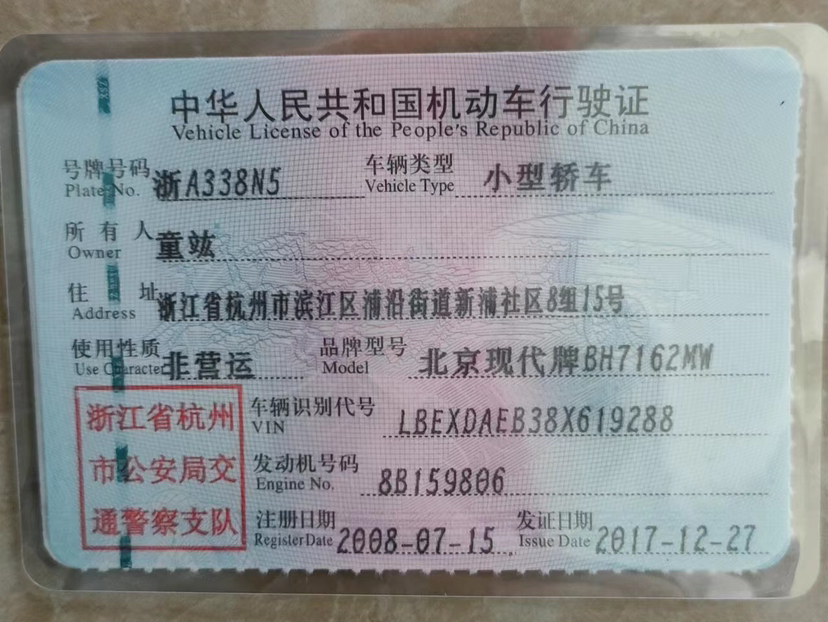 中华人民共和国机动车行驶证
Vehicle License of the People's Republic of China
号牌号码 浙A338N5 车辆类型 小型轿车
Plate No. Vehicle Type
所有人 童竑
Owner
住址 浙江省杭州市滨江区浦沿街道新浦社区8组15号
Address
使用性质 非营运 品牌型号 北京现代牌BH7162MW
Use Character Model
浙江省杭州
市公安局交
通警察支队
车辆识别代号 LBEXDAEB38X619288
VIN
发动机号码 8B159806
Engine No.
注册日期 2008-07-15 发证日期 2017-12-27
Register Date Issue Date